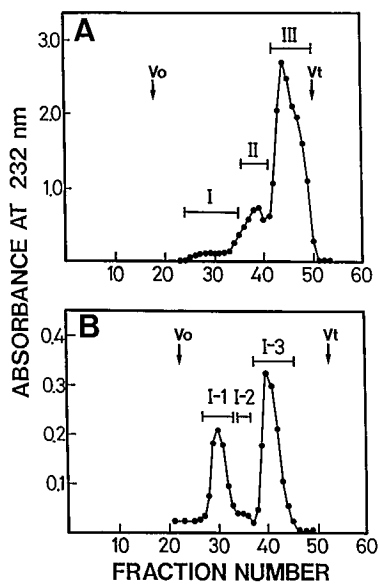 A
ABSORBANCE AT 232 nm
3.0
2.0
1.0
Vo
I
II
III
Vt
10 20 30 40 50 60
B
0.4
0.3
0.2
0.1
Vo
I-1 I-2
I-3
Vt
0 10 20 30 40 50 60
FRACTION NUMBER